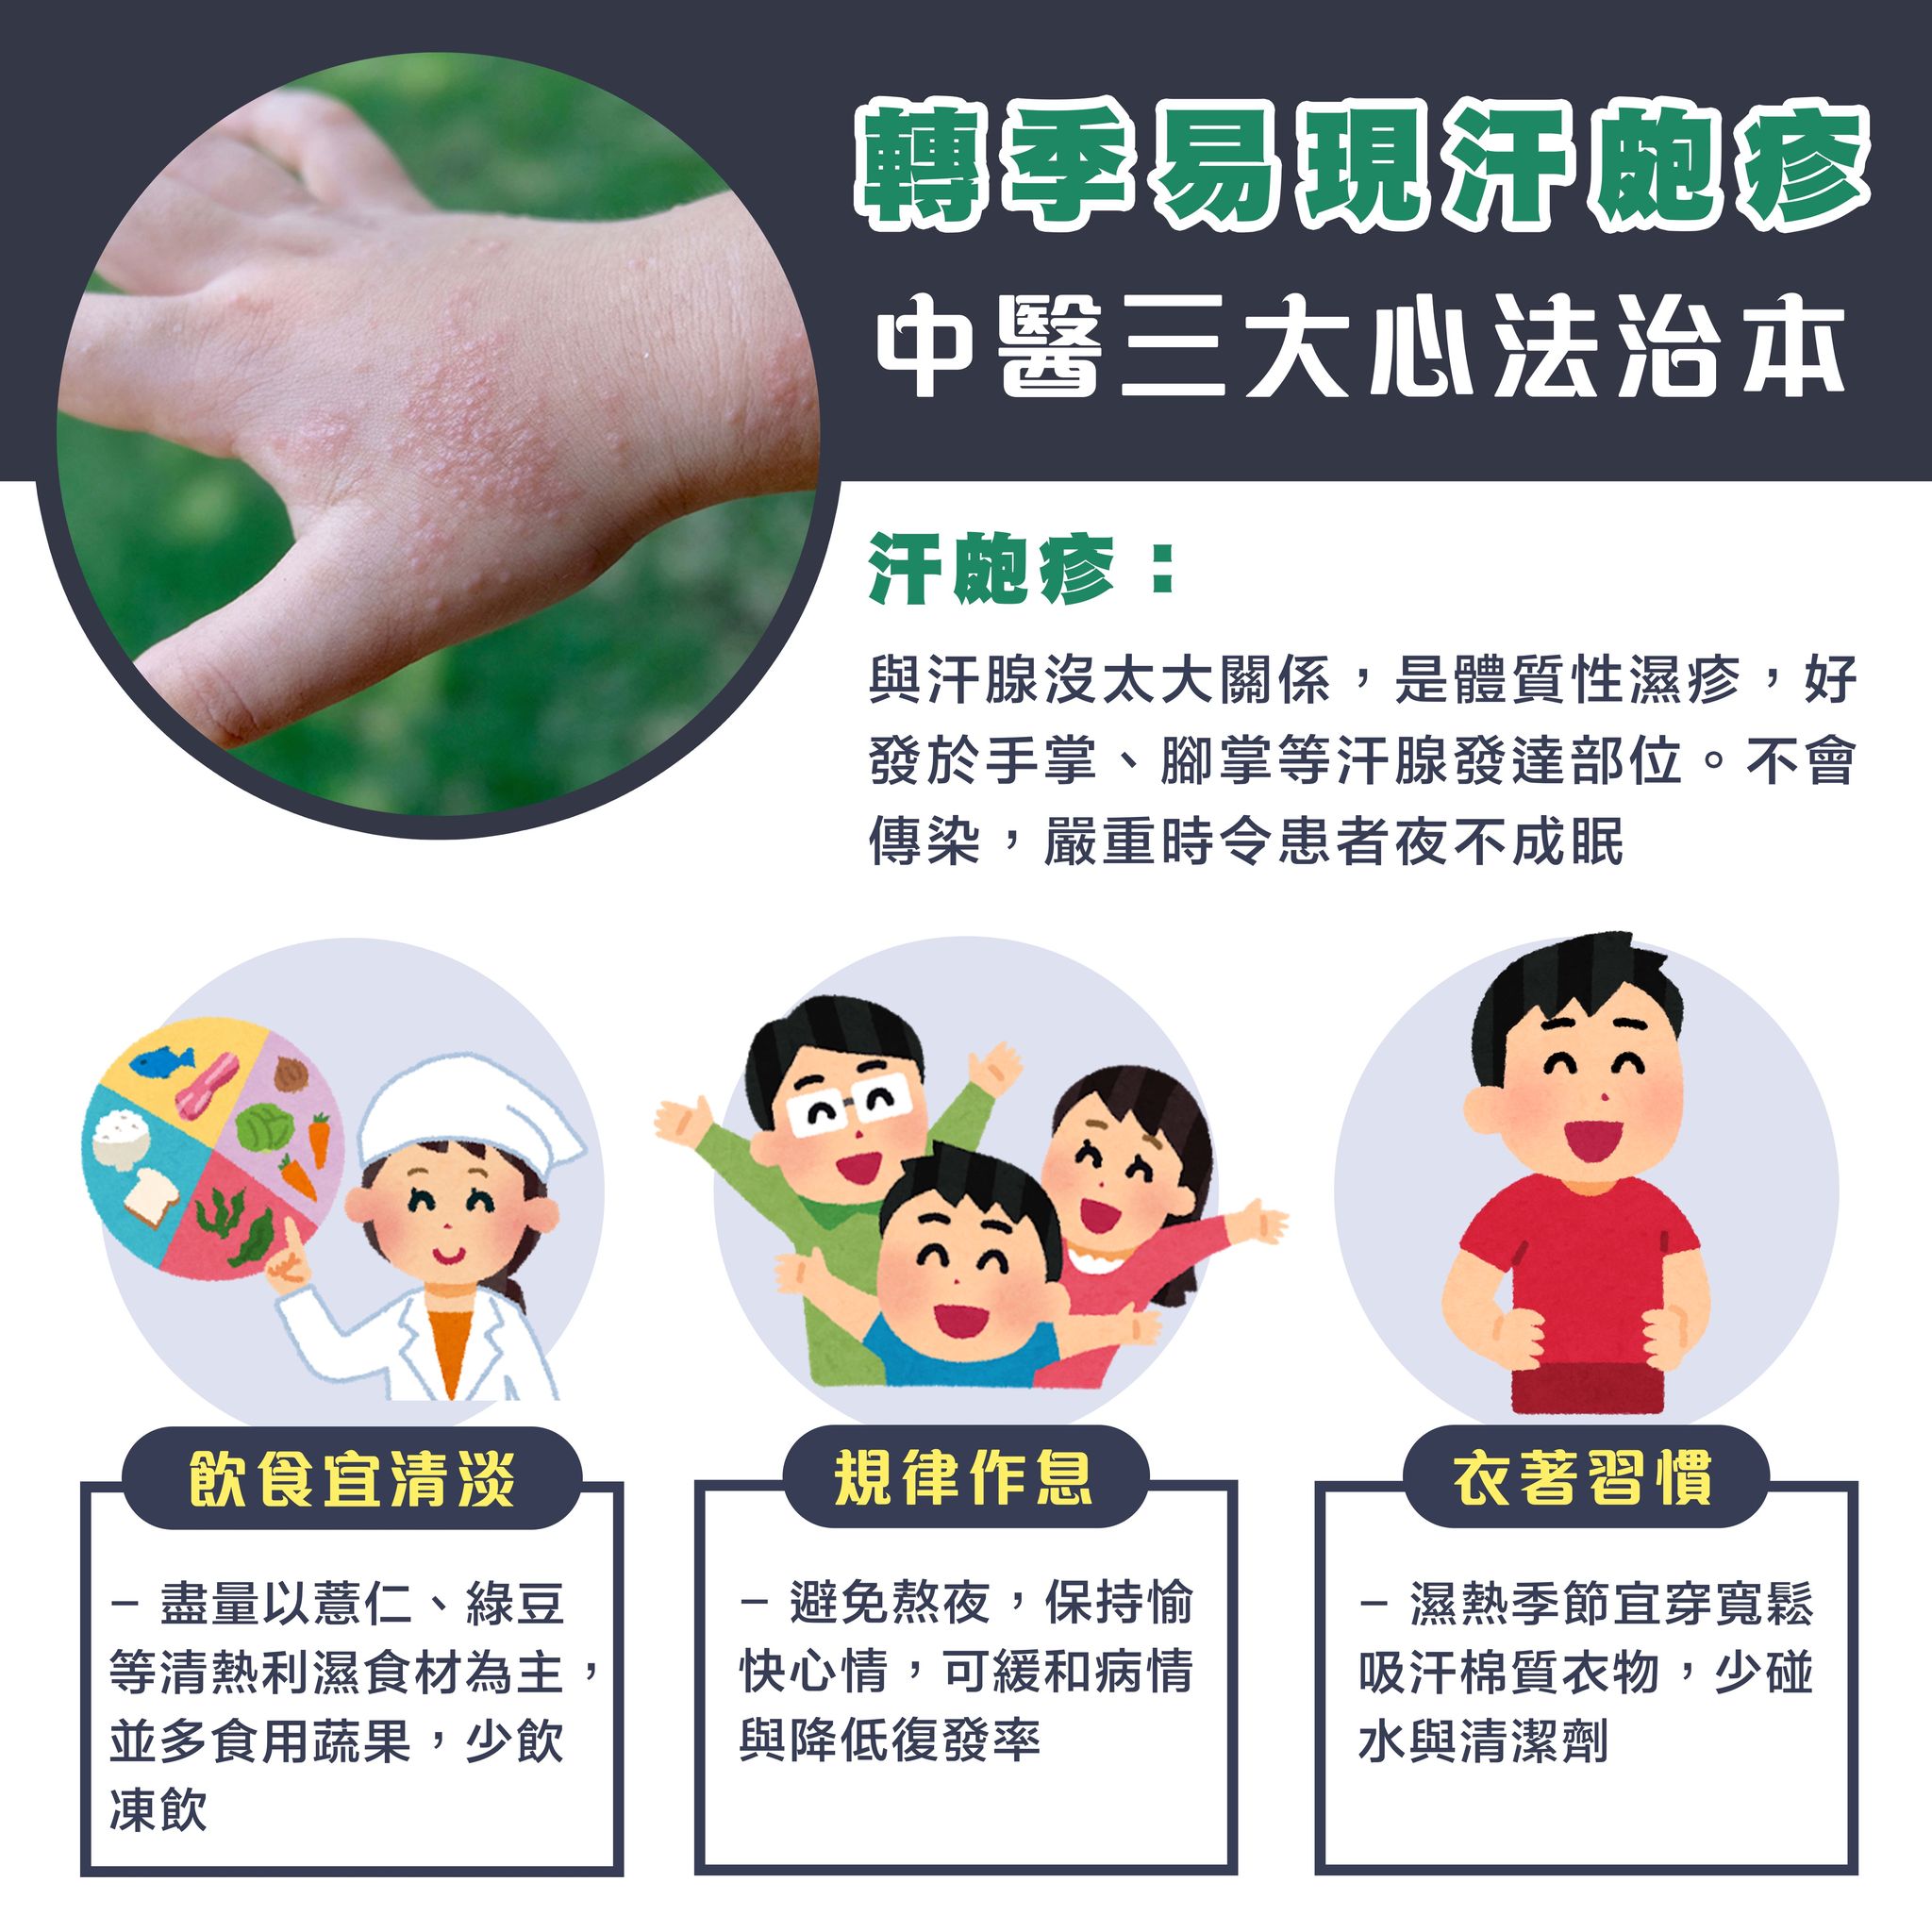 轉季易現汗皰疹
中醫三大心法治本
汗皰疹：
與汗腺沒太大關係，是體質性濕疹，好
發於手掌、腳掌等汗腺發達部位。不會
傳染，嚴重時令患者夜不成眠
飲食宜清淡
– 盡量以薏仁、綠豆
等清熱利濕食材為主，
並多食用蔬果，少飲
凍飲
規律作息
– 避免熬夜，保持愉
快心情，可緩和病情
與降低復發率
衣著習慣
– 濕熱季節宜穿寬鬆
吸汗棉質衣物，少碰
水與清潔劑